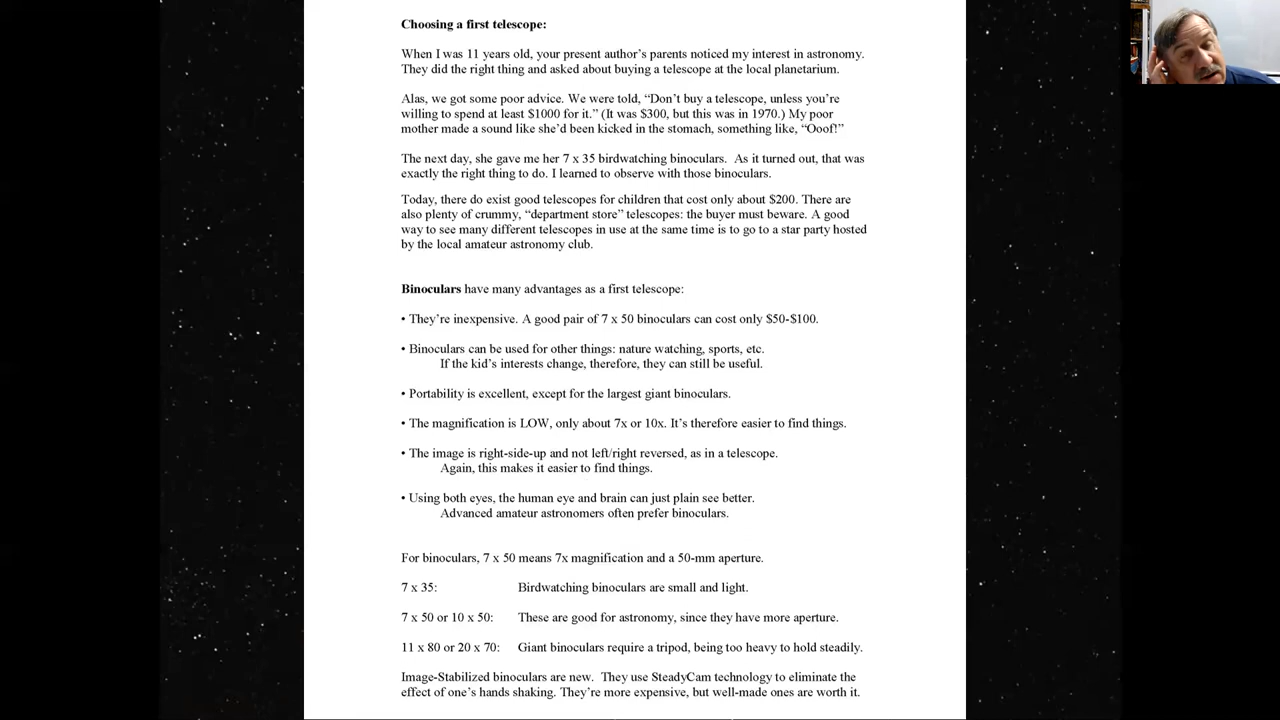 Choosing a first telescope:
When I was 11 years old, your present author's parents noticed my interest in astronomy.
They did the right thing and asked about buying a telescope at the local planetarium.
Alas, we got some poor advice. We were told, “Don't buy a telescope, unless you're
willing to spend at least $1000 for it.” (It was $300, but this was in 1970.) My poor
mother made a sound like she'd been kicked in the stomach, something like, “Ooof!”
The next day, she gave me her 7 x 35 birdwatching binoculars.  As it turned out, that was
exactly the right thing to do. I learned to observe with those binoculars.
Today, there do exist good telescopes for children that cost only about $200. There are
also plenty of crummy, “department store” telescopes: the buyer must beware. A good
way to see many different telescopes in use at the same time is to go to a star party hosted
by the local amateur astronomy club.
Binoculars have many advantages as a first telescope:
• They're inexpensive. A good pair of 7 x 50 binoculars can cost only $50-$100.
• Binoculars can be used for other things: nature watching, sports, etc.
If the kid's interests change, therefore, they can still be useful.
• Portability is excellent, except for the largest giant binoculars.
• The magnification is LOW, only about 7x or 10x. It's therefore easier to find things.
• The image is right-side-up and not left/right reversed, as in a telescope.
Again, this makes it easier to find things.
• Using both eyes, the human eye and brain can just plain see better.
Advanced amateur astronomers often prefer binoculars.
For binoculars, 7 x 50 means 7x magnification and a 50-mm aperture.
7 x 35: Birdwatching binoculars are small and light.
7 x 50 or 10 x 50: These are good for astronomy, since they have more aperture.
11 x 80 or 20 x 70: Giant binoculars require a tripod, being too heavy to hold steadily.
Image-Stabilized binoculars are new.  They use SteadyCam technology to eliminate the
effect of one's hands shaking. They're more expensive, but well-made ones are worth it.